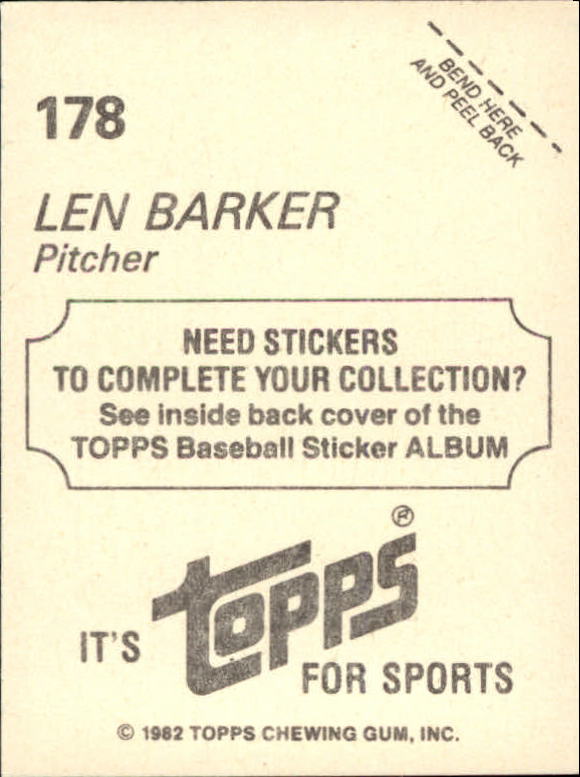 178
BEND HERE
AND PEEL BACK
LEN BARKER
Pitcher
NEED STICKERS
TO COMPLETE YOUR COLLECTION?
See inside back cover of the
TOPPS Baseball Sticker ALBUM
®
IT'S topps
FOR SPORTS
© 1982 TOPPS CHEWING GUM, INC.